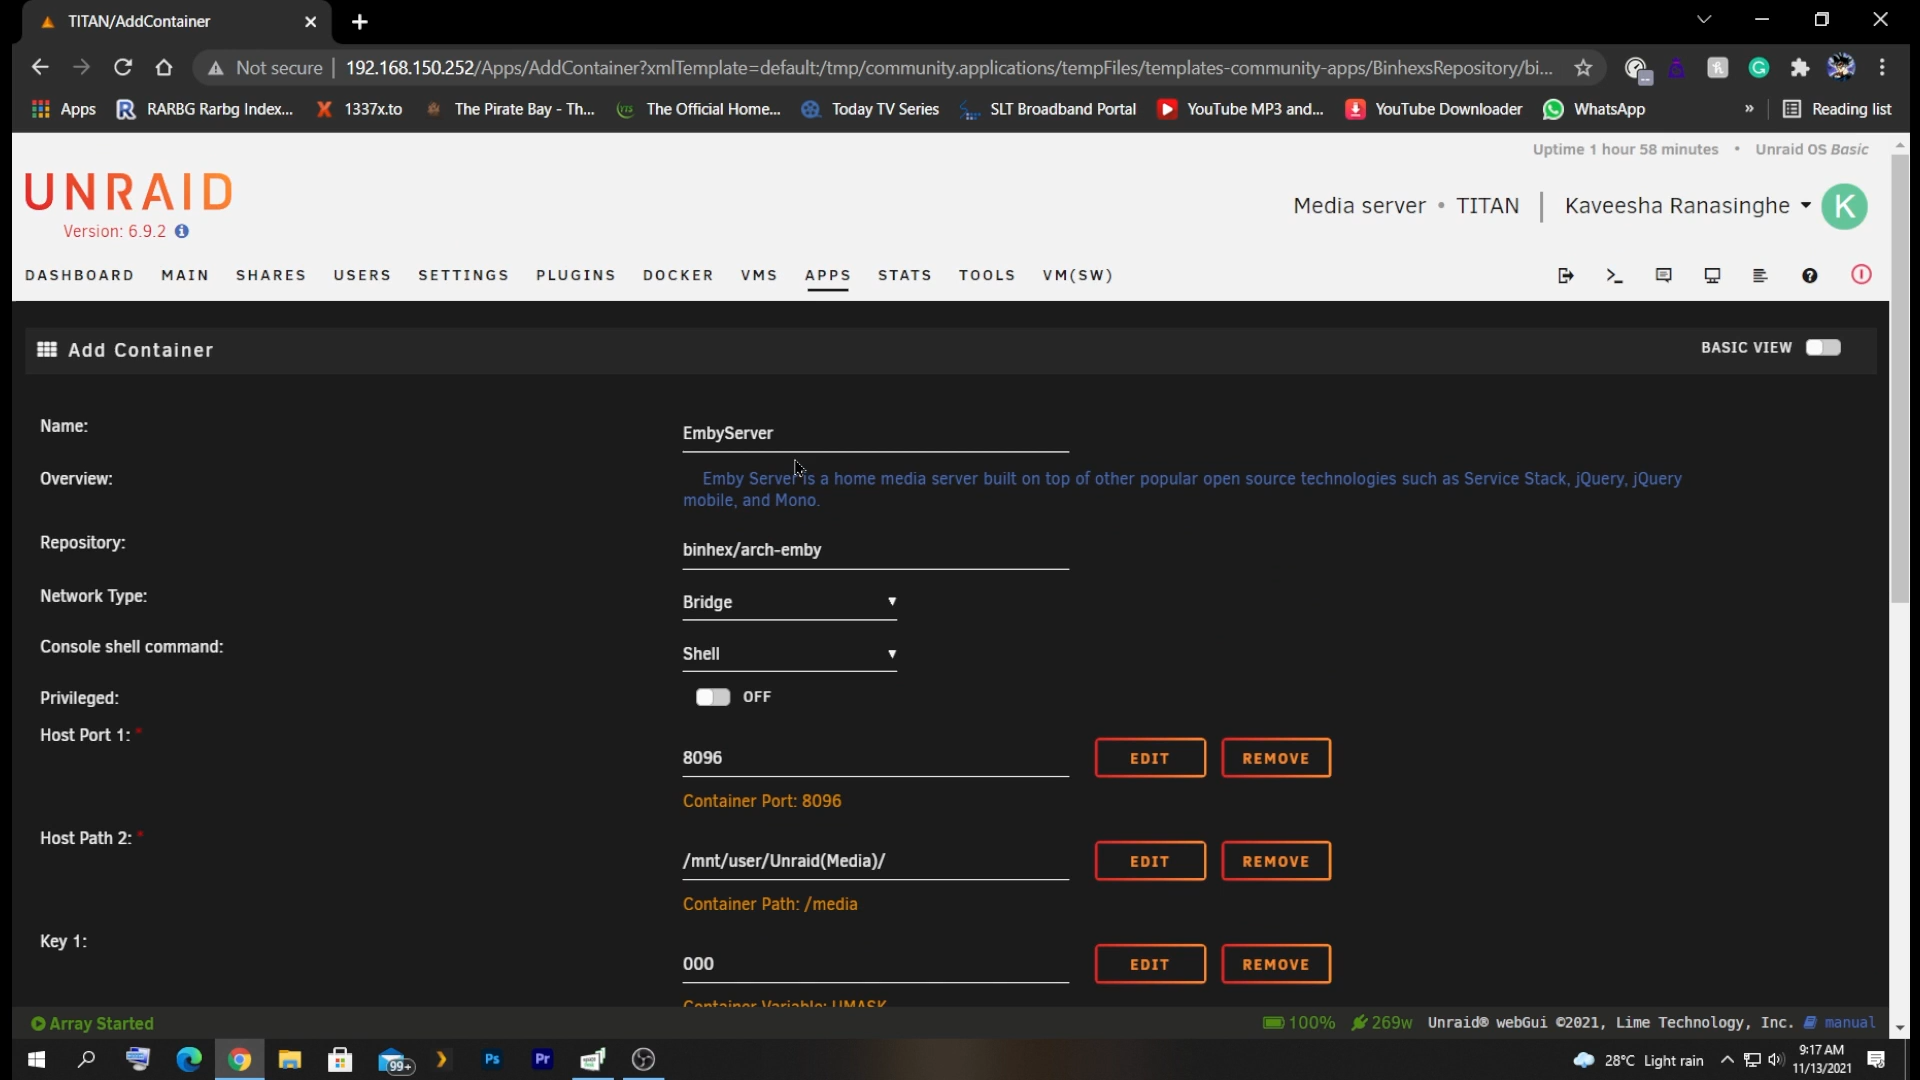 TITAN/AddContainer
Not secure
192.168.150.252/Apps/AddContainer?xmlTemplate=default:/tmp/community.applications/tempFiles/templates-community-apps/BinhexsRepository/bi...
Apps
RARBG Rarbg Index...
1337x.to
The Pirate Bay - Th...
The Official Home...
Today TV Series
SLT Broadband Portal
YouTube MP3 and...
YouTube Downloader
WhatsApp
»
Reading list
Uptime 1 hour 58 minutes • Unraid OS Basic
UNRAID
Version: 6.9.2
Media server • TITAN
Kaveesha Ranasinghe
K
DASHBOARD MAIN SHARES USERS SETTINGS PLUGINS DOCKER VMS APPS STATS TOOLS VM(SW)
Add Container
BASIC VIEW
Name:
EmbyServer
Overview:
Emby Server is a home media server built on top of other popular open source technologies such as Service Stack, jQuery, jQuery
mobile, and Mono.
Repository:
binhex/arch-emby
Network Type:
Bridge
Console shell command:
Shell
Privileged:
OFF
Host Port 1: *
8096
EDIT
REMOVE
Container Port: 8096
Host Path 2: *
/mnt/user/Unraid(Media)/
EDIT
REMOVE
Container Path: /media
Key 1:
000
EDIT
REMOVE
Container Variable: UMASK
Array Started
100%
269w
Unraid® webGui ©2021, Lime Technology, Inc.
manual
99+
Ps
Pr
28°C Light rain
9:17 AM
11/13/2021